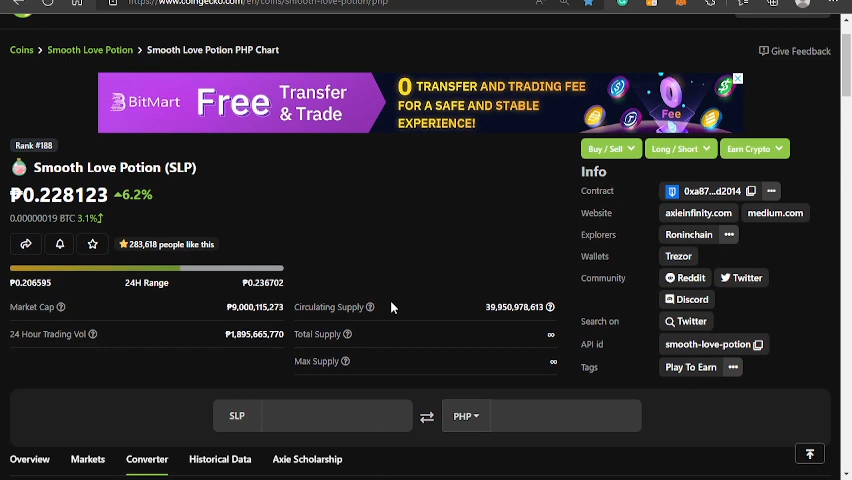 https://www.coingecko.com/en/coins/smooth-love-potion/php
Coins > Smooth Love Potion > Smooth Love Potion PHP Chart
Give Feedback
BitMart
Free Transfer & Trade
0 TRANSFER AND TRADING FEE
FOR A SAFE AND STABLE
EXPERIENCE!
Fee
Rank #188
Smooth Love Potion (SLP)
₱0.228123 6.2%
0.00000019 BTC 3.1%
283,618 people like this
₱0.206595 24H Range ₱0.236702
Market Cap ₱9,000,115,273
24 Hour Trading Vol ₱1,895,665,770
Circulating Supply 39,950,978,613
Total Supply ∞
Max Supply ∞
Buy / Sell Long / Short Earn Crypto
Info
Contract 0xa87...d2014
Website axieinfinity.com medium.com
Explorers Roninchain
Wallets Trezor
Community Reddit Twitter
Discord
Search on Twitter
API id smooth-love-potion
Tags Play To Earn
SLP PHP
Overview Markets Converter Historical Data Axie Scholarship